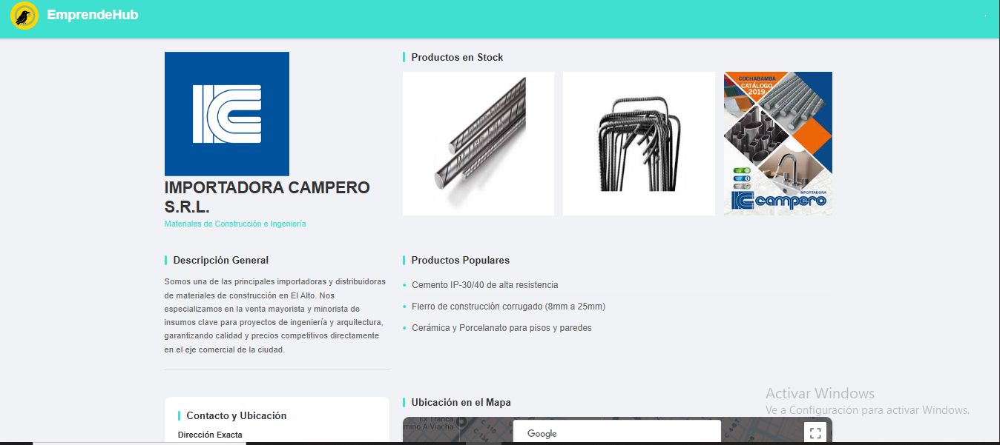 EmprendeHub
IMPORTADORA CAMPERO
S.R.L.
Materiales de Construcción e Ingeniería
Productos en Stock
COCHABAMBA
CATÁLOGO
2019
IMPORTADORA
campero
Descripción General
Somos una de las principales importadoras y distribuidoras
de materiales de construcción en El Alto. Nos
especializamos en la venta mayorista y minorista de
insumos clave para proyectos de ingeniería y arquitectura,
garantizando calidad y precios competitivos directamente
en el eje comercial de la ciudad.
Productos Populares
Cemento IP-30/40 de alta resistencia
Fierro de construcción corrugado (8mm a 25mm)
Cerámica y Porcelanato para pisos y paredes
Contacto y Ubicación
Dirección Exacta
Ubicación en el Mapa
Ex Tranca
mino A Viacha
C-110
C-134
Google
C-4
Activar Windows
Ve a Configuración para activar Windows.